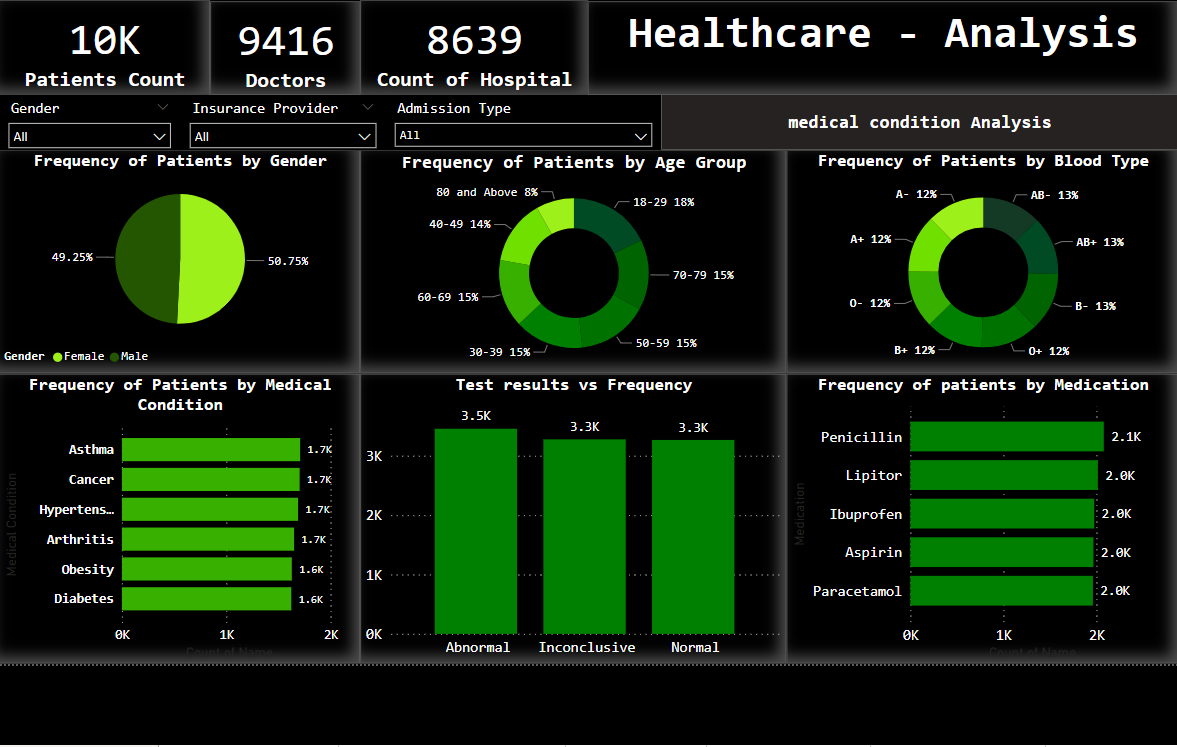 10K
Patients Count
9416
Doctors
8639
Count of Hospital
Healthcare - Analysis
Gender
All
Insurance Provider
All
Admission Type
All
medical condition Analysis
Frequency of Patients by Gender
49.25%
50.75%
Gender Female Male
Frequency of Patients by Age Group
80 and Above 8%
18-29 18%
40-49 14%
70-79 15%
60-69 15%
50-59 15%
30-39 15%
Frequency of Patients by Blood Type
A- 12%
AB- 13%
A+ 12%
AB+ 13%
O- 12%
B- 13%
B+ 12%
O+ 12%
Frequency of Patients by Medical
Condition
Medical Condition
Asthma 1.7K
Cancer 1.7K
Hypertens… 1.7K
Arthritis 1.7K
Obesity 1.6K
Diabetes 1.6K
0K 1K 2K
Count of Name
Test results vs Frequency
3.5K
3.3K
3.3K
3K
2K
1K
0K
Abnormal Inconclusive Normal
Frequency of patients by Medication
Medication
Penicillin 2.1K
Lipitor 2.0K
Ibuprofen 2.0K
Aspirin 2.0K
Paracetamol 2.0K
0K 1K 2K
Count of Name